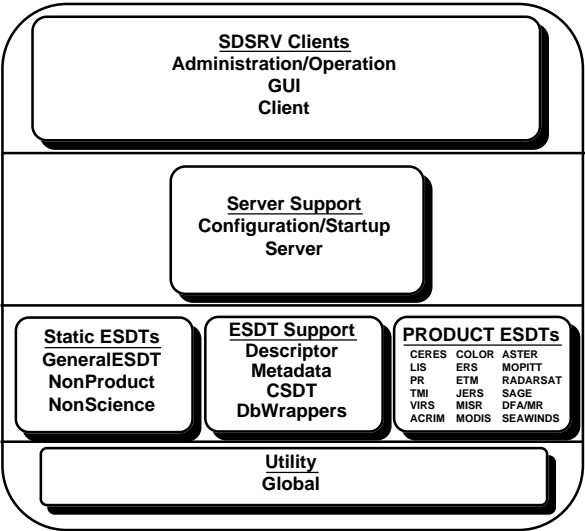 SDSRV Clients
Administration/Operation
GUI
Client
Server Support
Configuration/Startup
Server
Static ESDTs
GeneralESDT
NonProduct
NonScience
ESDT Support
Descriptor
Metadata
CSDT
DbWrappers
PRODUCT ESDTs
CERES COLOR ASTER
LIS ERS MOPITT
PR ETM RADARSAT
TMI JERS SAGE
VIRS MISR DFA/MR
ACRIM MODIS SEAWINDS
Utility
Global